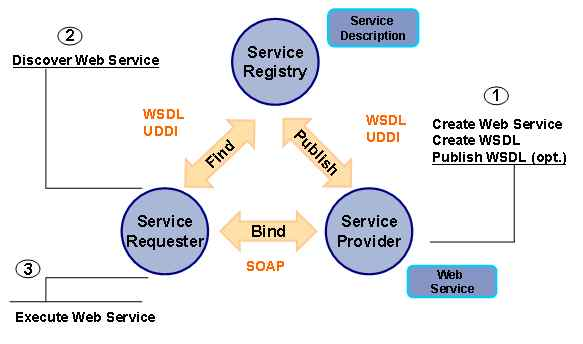 2
Discover Web Service
Service
Registry
Service
Description
1
WSDL
UDDI
WSDL
UDDI
Create Web Service
Create WSDL
Publish WSDL (opt.)
Find
Publish
Service
Requester
Bind
Service
Provider
SOAP
3
Web
Service
Execute Web Service